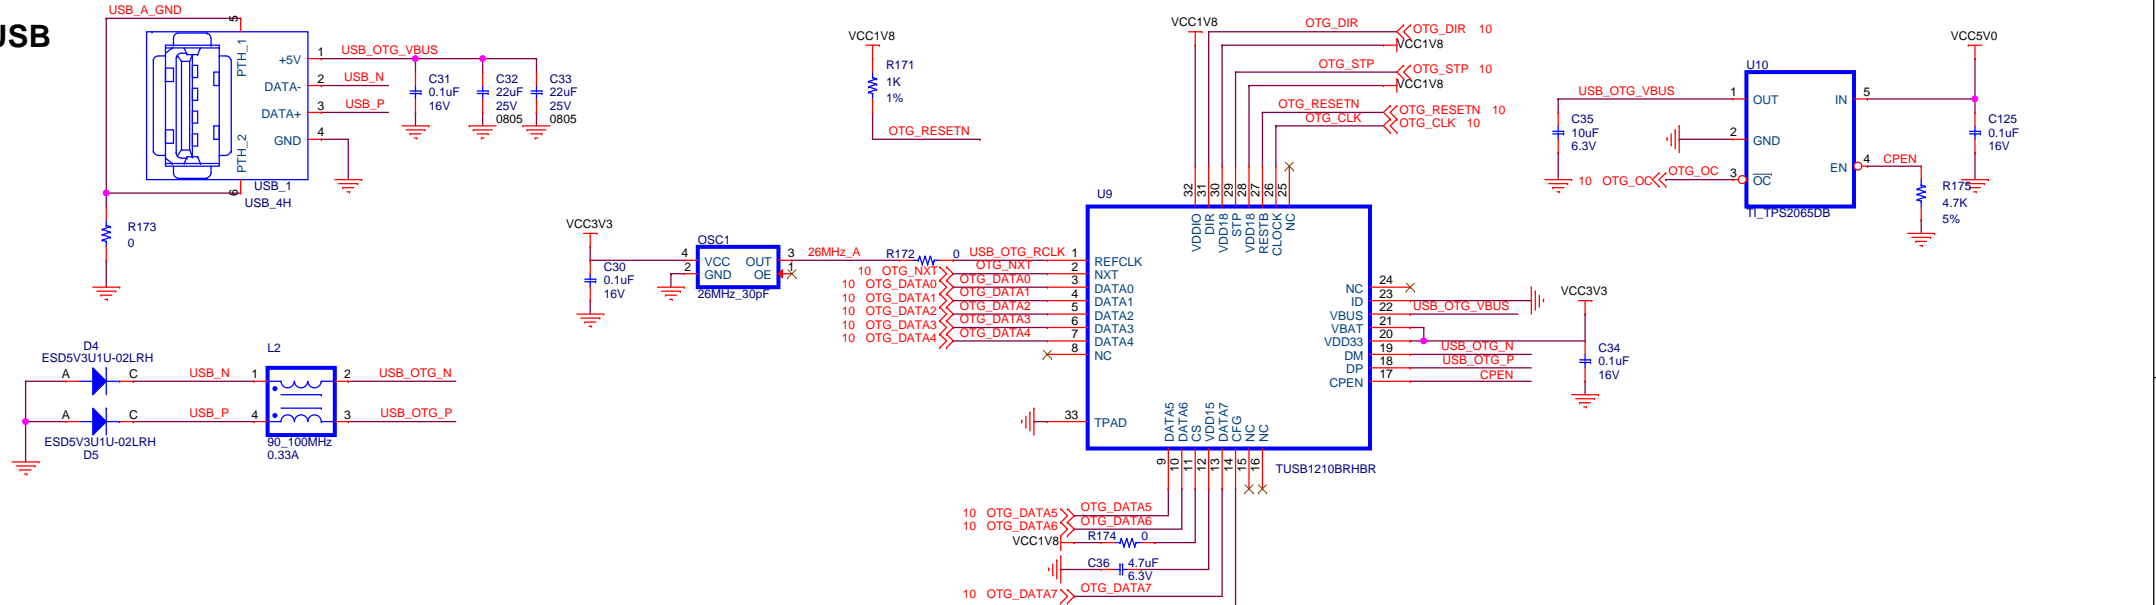 USB
USB_A_GND
5
PTH_1
PTH_2
6
+5V
DATA-
DATA+
GND
1
2
3
4
USB_OTG_VBUS
USB_N
USB_P
USB_1
USB_4H
C31
0.1uF
16V
C32
22uF
25V
0805
C33
22uF
25V
0805
R173
0
VCC1V8
R171
1K
1%
OTG_RESETN
D4
ESD5V3U1U-02LRH
A
C
USB_N
A
C
USB_P
ESD5V3U1U-02LRH
D5
L2
1
2
4
3
USB_OTG_N
USB_OTG_P
90_100MHz
0.33A
VCC3V3
C30
0.1uF
16V
OSC1
4
2
VCC
GND
OUT
OE
3
1
26MHz_30pF
26MHz_A
R172
0
USB_OTG_RCLK
10 OTG_NXT
OTG_NXT
10 OTG_DATA0
OTG_DATA0
10 OTG_DATA1
OTG_DATA1
10 OTG_DATA2
OTG_DATA2
10 OTG_DATA3
OTG_DATA3
10 OTG_DATA4
OTG_DATA4
U9
1 REFCLK
2 NXT
3 DATA0
4 DATA1
5 DATA2
6 DATA3
7 DATA4
8 NC
33 TPAD
VCC1V8
OTG_DIR
OTG_DIR 10
VCC1V8
OTG_STP
OTG_STP 10
VCC1V8
OTG_RESETN
OTG_RESETN 10
OTG_CLK
OTG_CLK 10
32 VDDIO
31 DIR
30 VDD18
29 STP
28 VDD18
27 RESTB
26 CLOCK
25 NC
NC 24
ID 23
VBUS 22
VBAT 21
VDD33 20
DM 19
DP 18
CPEN 17
USB_OTG_VBUS
USB_OTG_N
USB_OTG_P
CPEN
VCC3V3
C34
0.1uF
16V
DATA5 9
DATA6 10
CS 11
VDD15 12
DATA7 13
CFG 14
NC 15
NC 16
TUSB1210BRHBR
10 OTG_DATA5
OTG_DATA5
10 OTG_DATA6
OTG_DATA6
VCC1V8
R174
0
C36
4.7uF
6.3V
10 OTG_DATA7
OTG_DATA7
VCC5V0
U10
USB_OTG_VBUS
1 OUT
2 GND
3 OC
IN 5
EN 4
TI_TPS2065DB
C35
10uF
6.3V
10 OTG_OC
OTG_OC
CPEN
R175
4.7K
5%
C125
0.1uF
16V